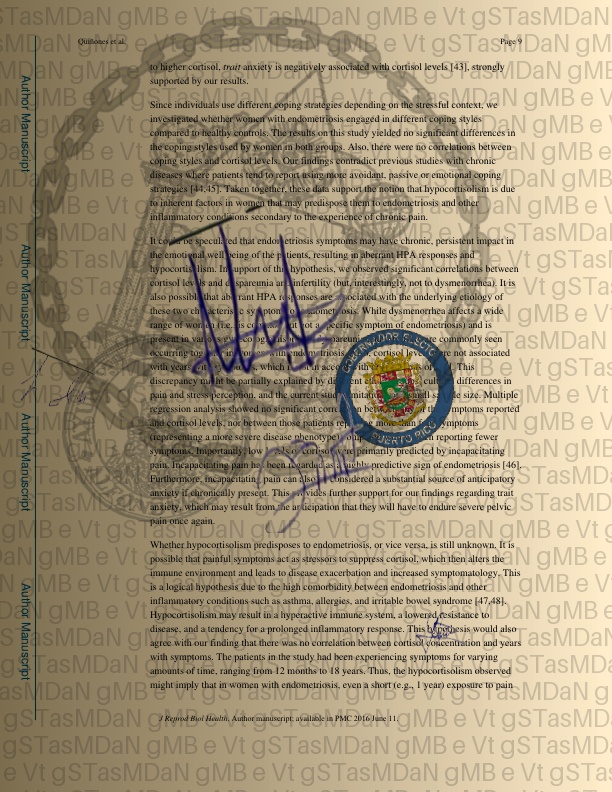 Quiñones et al.
Page 9
to higher cortisol, trait anxiety is negatively associated with cortisol levels [43], strongly
supported by our results.
Since individuals use different coping strategies depending on the stressful context, we
investigated whether women with endometriosis engaged in different coping styles
compared to healthy controls. The results on this study yielded no significant differences in
the coping styles used by women in both groups. Also, there were no correlations between
coping styles and cortisol levels. Our findings contradict previous studies with chronic
diseases where patients tend to report using more avoidant, passive or emotional coping
strategies [44,45]. Taken together, these data support the notion that hypocortisolism is due
to inherent factors in women that may predispose them to endometriosis and other
inflammatory conditions secondary to the experience of chronic pain.
It could be speculated that endometriosis symptoms may have chronic, persistent impact in
the emotional well being of the patients, resulting in aberrant HPA responses and
hypocortisolism. In support of this hypothesis, we observed significant correlations between
cortisol levels and dyspareunia and infertility (but, interestingly, not to dysmenorrhea). It is
also possible that aberrant HPA responses are associated with the underlying etiology of
these two characteristic symptoms of endometriosis. While dysmenorrhea affects a wide
range of women (i.e., is common, but not a specific symptom of endometriosis) and is
present in commonly seen
occurring cortisol were not associated
with years which This
discrepancy may be partially explained by different differences in
pain and stress perception, and the current study limitation size. Multiple
regression analysis showed no significant correlation between symptoms reported
and cortisol levels, nor between those patients more than symptoms
(representing a more severe disease phenotype) reporting fewer
symptoms. Importantly low levels of cortisol were primarily predicted by incapacitating
pain. Incapacitating pain has been regarded as a highly predictive sign of endometriosis [46].
Furthermore, incapacitating pain can also be considered a substantial source of anticipatory
anxiety if chronically present. This provides further support for our findings regarding trait
anxiety, which may result from the anticipation that they will have to endure severe pelvic
pain once again.
Whether hypocortisolism predisposes to endometriosis, or vice versa, is still unknown. It is
possible that painful symptoms act as stressors to suppress cortisol, which then alters the
immune environment and leads to disease exacerbation and increased symptomatology. This
is a logical hypothesis due to the high comorbidity between endometriosis and other
inflammatory conditions such as asthma, allergies, and irritable bowel syndrome [47,48].
Hypocortisolism may result in a hyperactive immune system, a lowered resistance to
disease, and a tendency for a prolonged inflammatory response. This hypothesis would also
agree with our finding that there was no correlation between cortisol concentration and years
with symptoms. The patients in the study had been experiencing symptoms for varying
amounts of time, ranging from 12 months to 18 years. Thus, the hypocortisolism observed
might imply that in women with endometriosis, even a short (e.g., 1 year) exposure to pain
J Reprod Biol Health. Author manuscript; available in PMC 2016 June 11.
Author Manuscript
Author Manuscript
Author Manuscript
Author Manuscript
GOBERNADOR ELECTO
PUERTO RICO
gSTasMDaN gMB e Vt